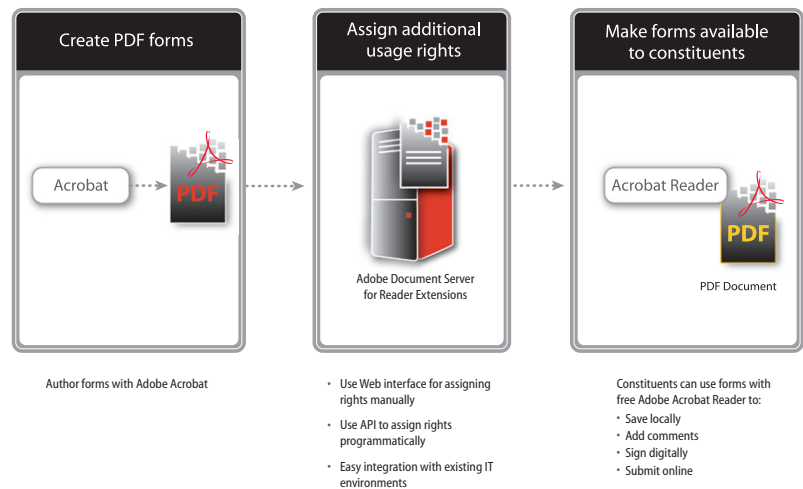 Create PDF forms
Acrobat
PDF
Author forms with Adobe Acrobat
Assign additional
usage rights
Adobe Document Server
for Reader Extensions
• Use Web interface for assigning
rights manually
• Use API to assign rights
programmatically
• Easy integration with existing IT
environments
Make forms available
to constituents
Acrobat Reader
PDF
PDF Document
Constituents can use forms with
free Adobe Acrobat Reader to:
• Save locally
• Add comments
• Sign digitally
• Submit online